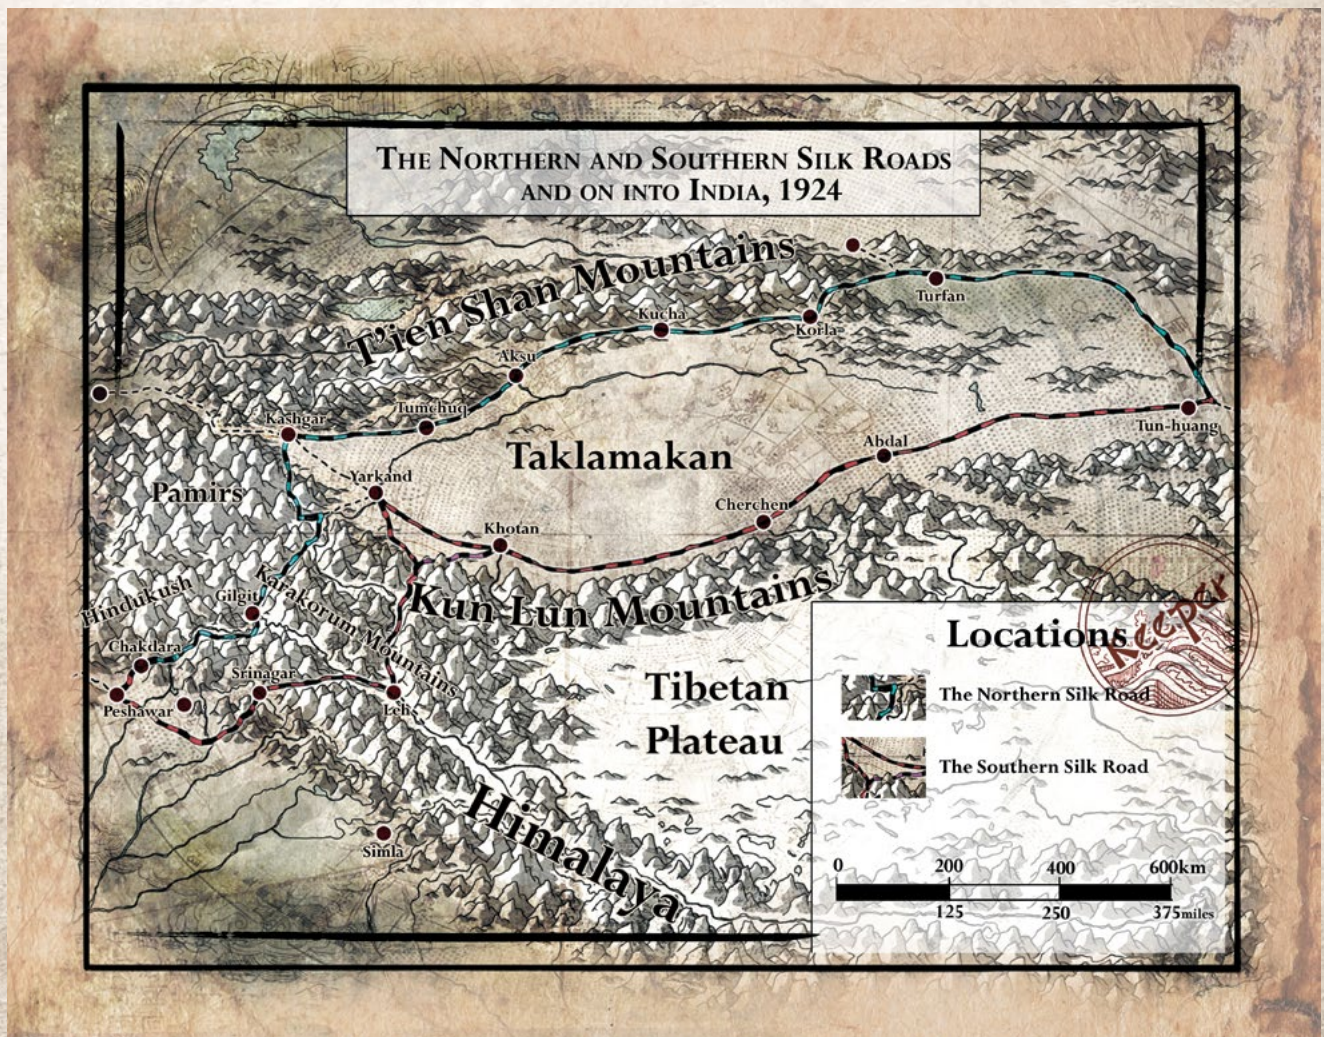 THE NORTHERN AND SOUTHERN SILK ROADS
AND ON INTO INDIA, 1924
T'ien Shan Mountains
Turfan
Kucha
Korla
Aksu
Tumchuq
Kashgar
Tun-huang
Abdal
Taklamakan
Yarkand
Pamirs
Cherchen
Khotan
Hindukush
Gilgit
Karakorum Mountains
Kun Lun Mountains
Chakdara
Srinagar
Peshawar
Leh
Tibetan
Plateau
Himalaya
Simla
Keeper
Locations
The Northern Silk Road
The Southern Silk Road
0 200 400 600km
125 250 375miles